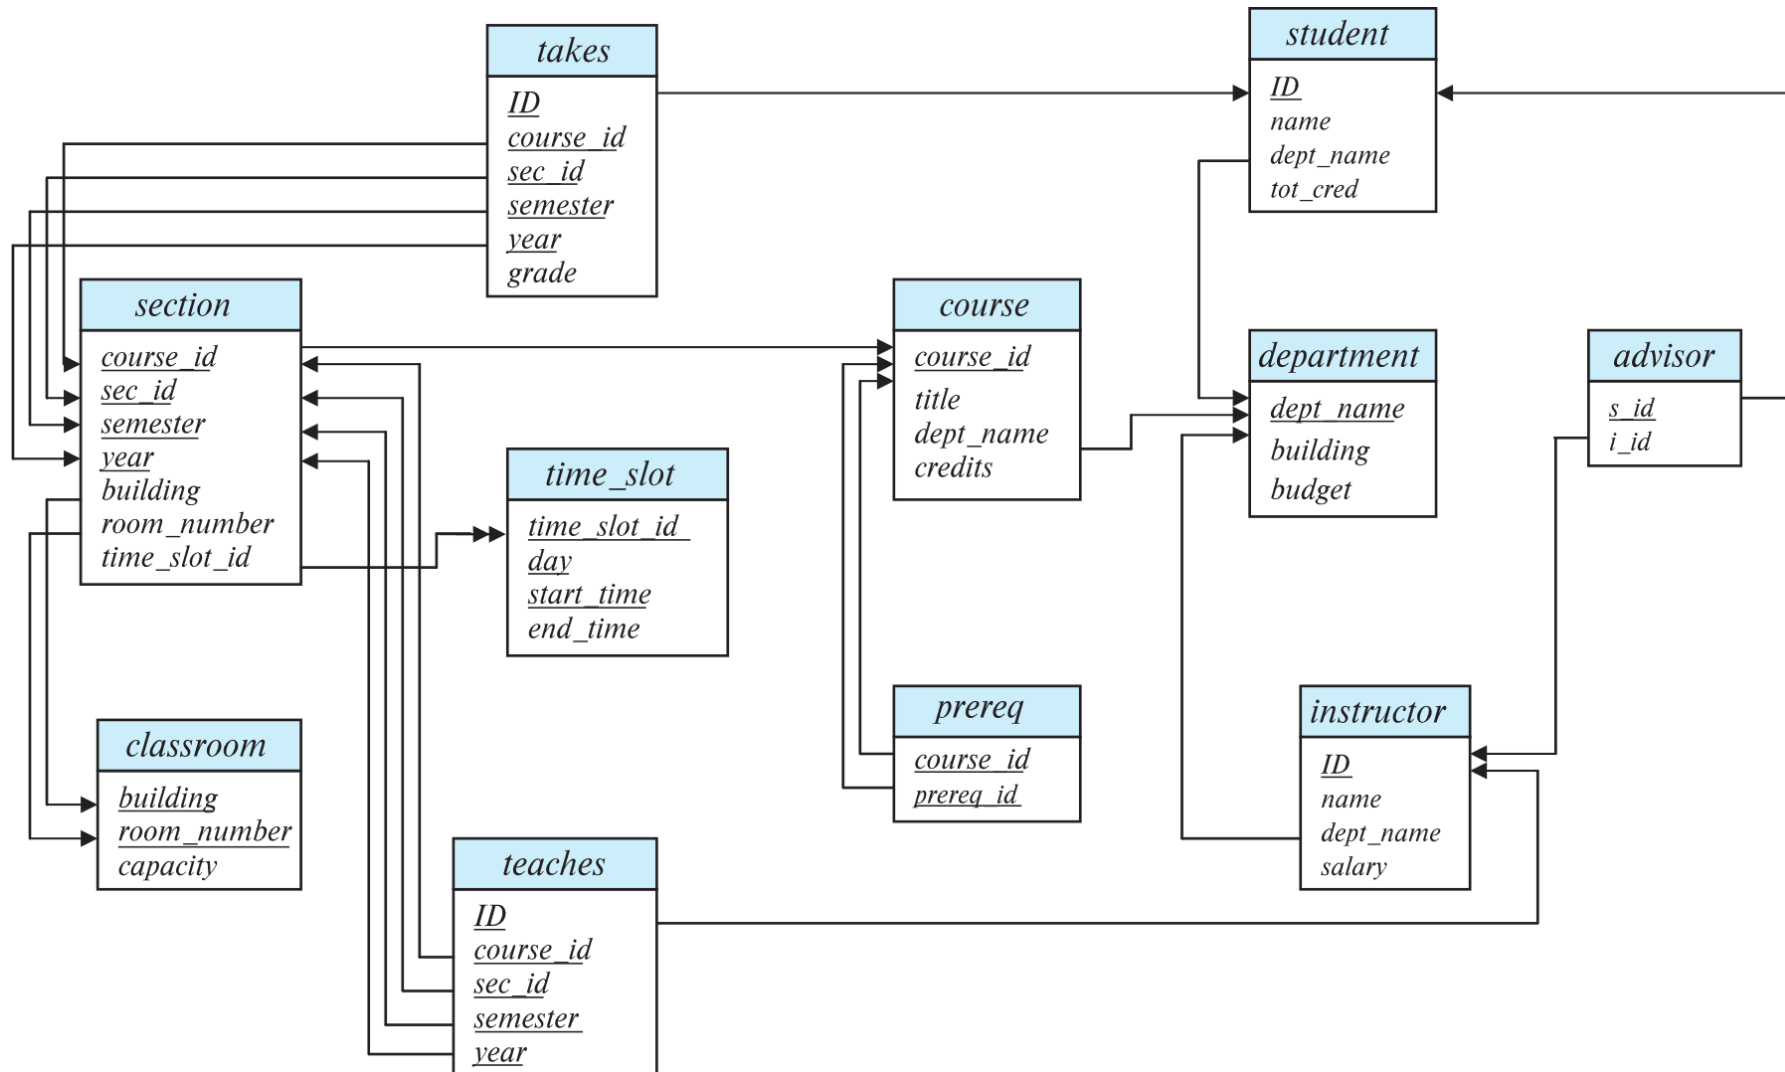 takes
ID
course_id
sec_id
semester
year
grade
student
ID
name
dept_name
tot_cred
section
course_id
sec_id
semester
year
building
room_number
time_slot_id
course
course_id
title
dept_name
credits
department
dept_name
building
budget
advisor
s_id
i_id
time_slot
time_slot_id
day
start_time
end_time
classroom
building
room_number
capacity
prereq
course_id
prereq_id
instructor
ID
name
dept_name
salary
teaches
ID
course_id
sec_id
semester
year